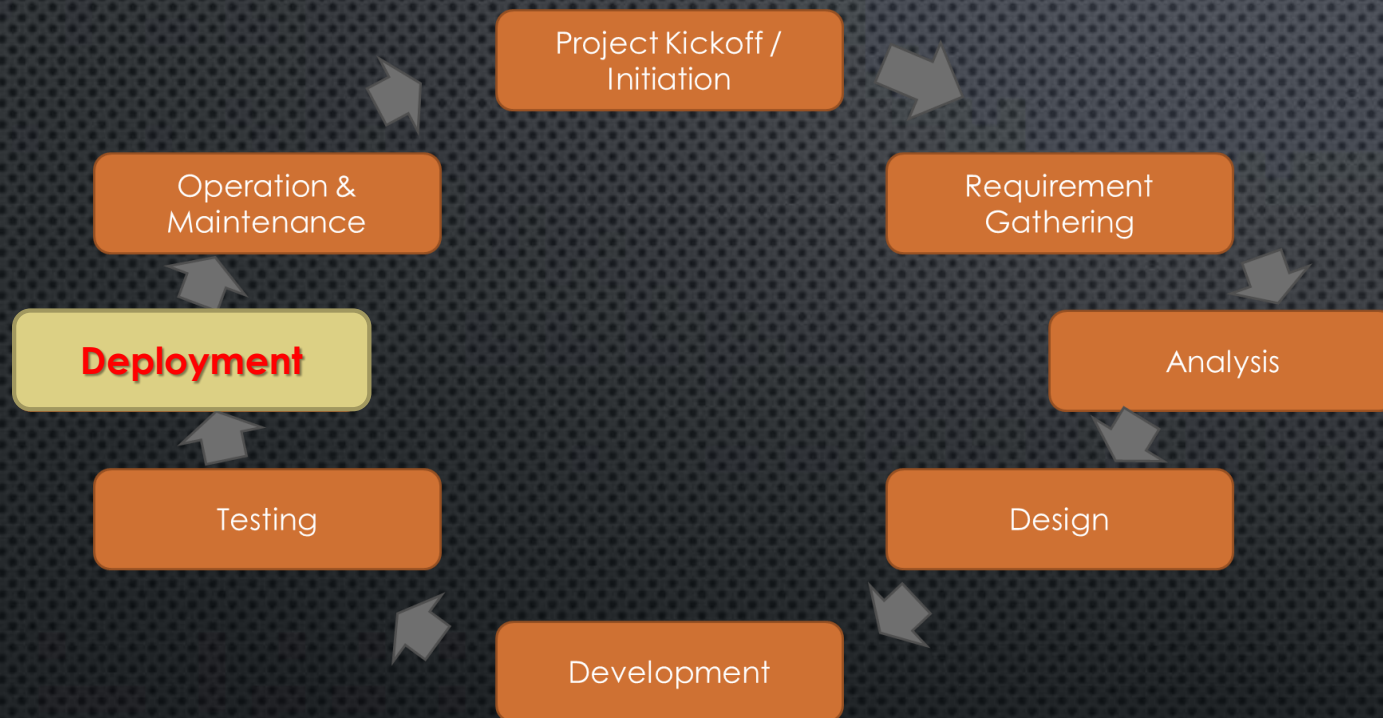 Project Kickoff /
Initiation
Requirement
Gathering
Analysis
Design
Development
Testing
Deployment
Operation &
Maintenance